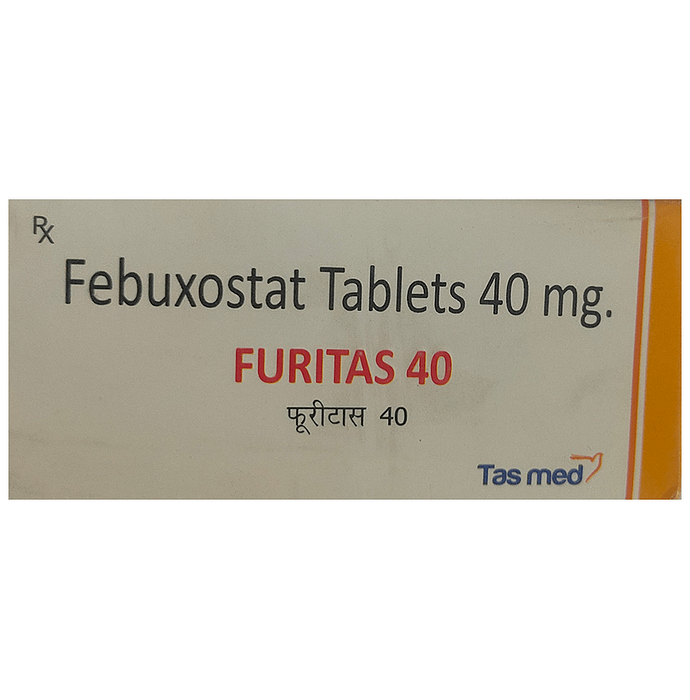 Rx
Febuxostat Tablets 40 mg.
FURITAS 40
फूरीटास 40
Tas med